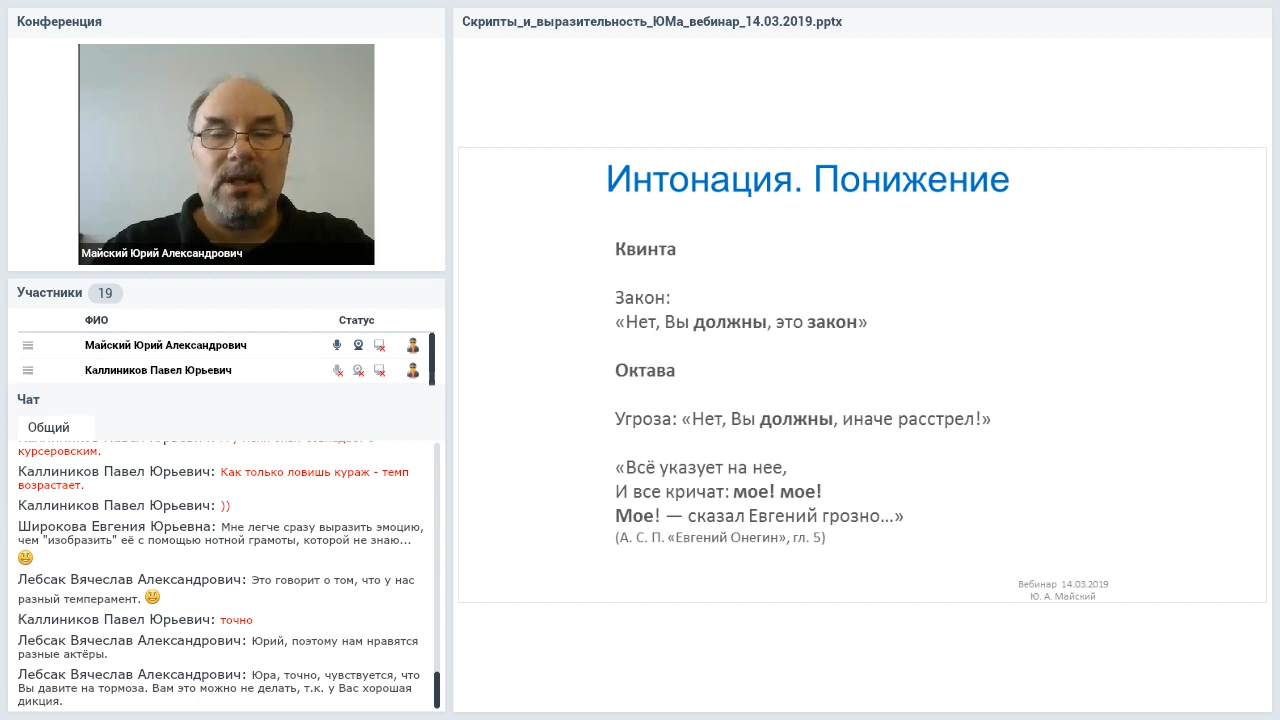 Конференция
Майский Юрий Александрович
Участники 19
ФИО Статус
Майский Юрий Александрович
Каллиников Павел Юрьевич
Чат
Общий
курсеровским.
Каллиников Павел Юрьевич: Как только ловишь кураж - темп
возрастает.
Каллиников Павел Юрьевич: ))
Широкова Евгения Юрьевна: Мне легче сразу выразить эмоцию,
чем "изобразить" её с помощью нотной грамоты, которой не знаю...
Лебсак Вячеслав Александрович: Это говорит о том, что у нас
разный темперамент.
Каллиников Павел Юрьевич: точно
Лебсак Вячеслав Александрович: Юрий, поэтому нам нравятся
разные актёры.
Лебсак Вячеслав Александрович: Юра, точно, чувствуется, что
Вы давите на тормоза. Вам это можно не делать, т.к. у Вас хорошая
дикция.
Скрипты_и_выразительность_ЮМа_вебинар_14.03.2019.pptx
Интонация. Понижение
Квинта
Закон:
«Нет, Вы должны, это закон»
Октава
Угроза: «Нет, Вы должны, иначе расстрел!»
«Всё указует на нее,
И все кричат: мое! мое!
Мое! — сказал Евгений грозно…»
(А. С. П. «Евгений Онегин», гл. 5)
Вебинар 14.03.2019
Ю. А. Майский